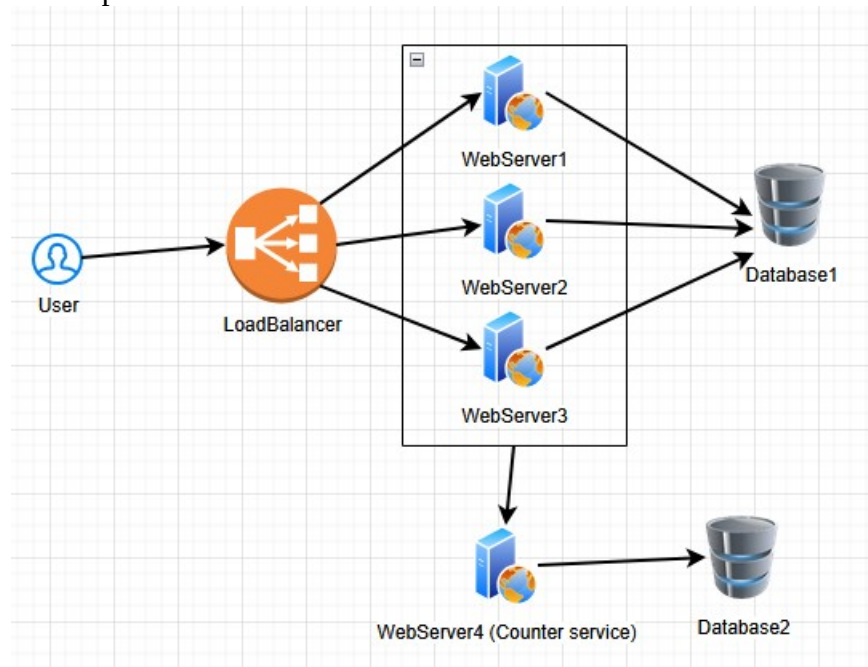 WebServer1
WebServer2
Database1
User
LoadBalancer
WebServer3
WebServer4 (Counter service)
Database2